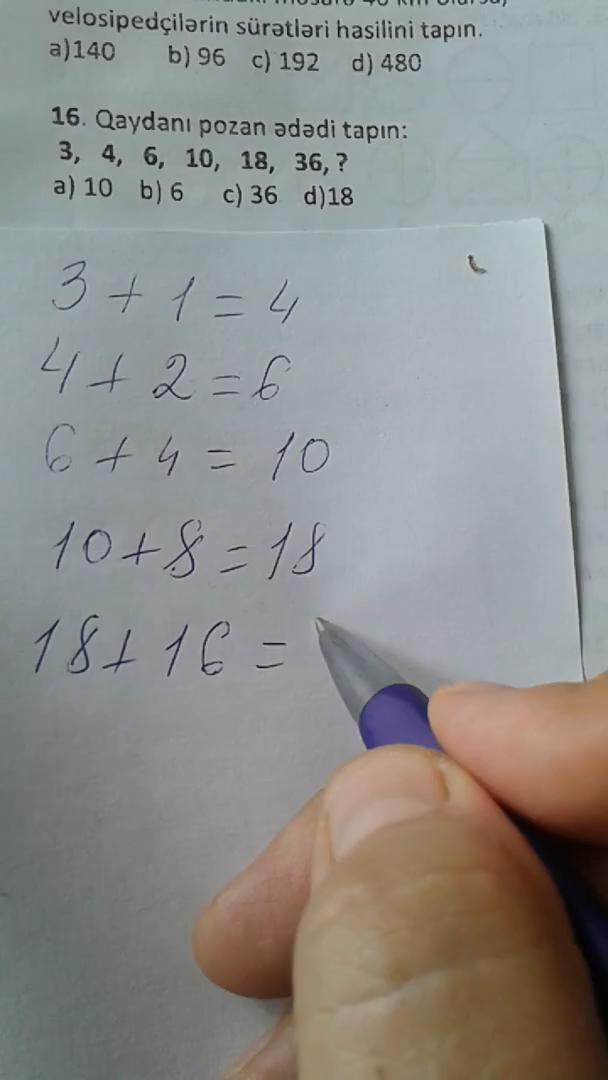 velosipedçilərin sürətləri hasilini tapın.
a)140 b) 96 c) 192 d) 480
16. Qaydanı pozan ədədi tapın:
3, 4, 6, 10, 18, 36, ?
a) 10 b) 6 c) 36 d)18
3 + 1 = 4
4 + 2 = 6
6 + 4 = 10
10 + 8 = 18
18 + 16 =